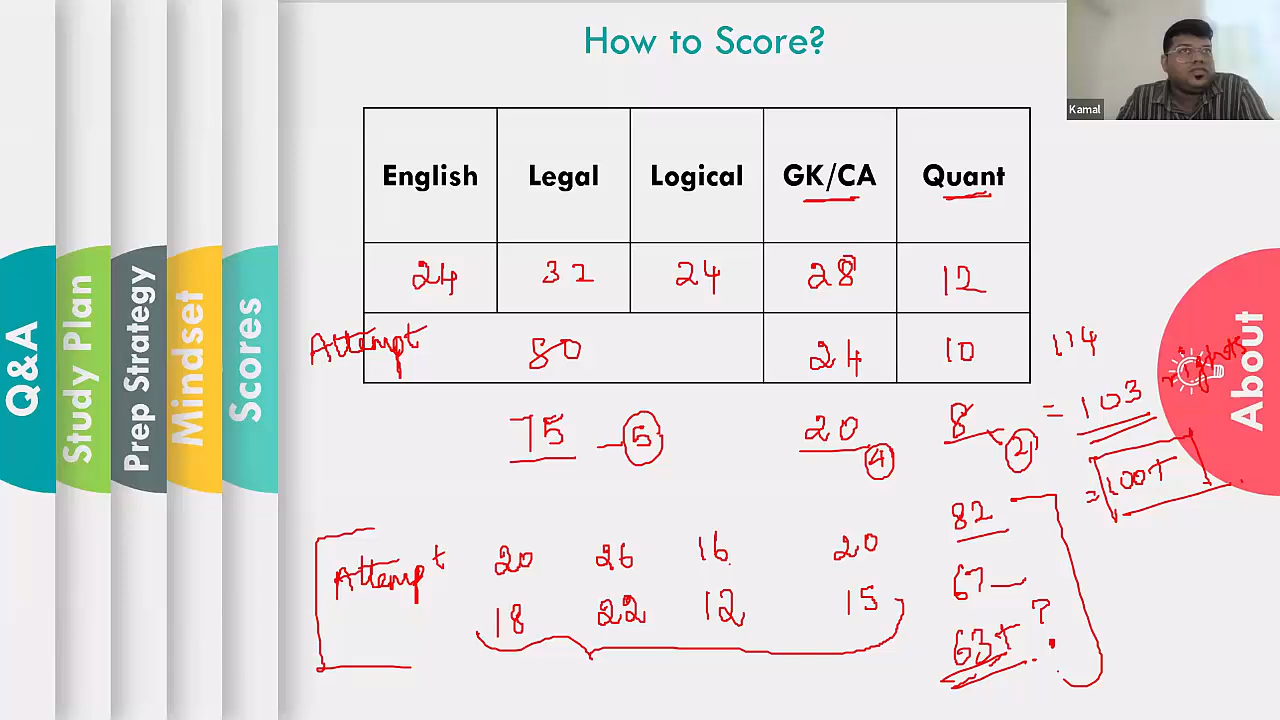 How to Score?
Kamal
English Legal Logical GK/CA Quant
24 32 24 28 12
Attempt 80 24 10 114
75 - 5 20 4 8 - 2 = 103 rights
= 100+
82
Attempt 20 26 16 20
67 -
18 22 12 15
63+ ?
Q&A
Study Plan
Prep Strategy
Mindset
Scores
About